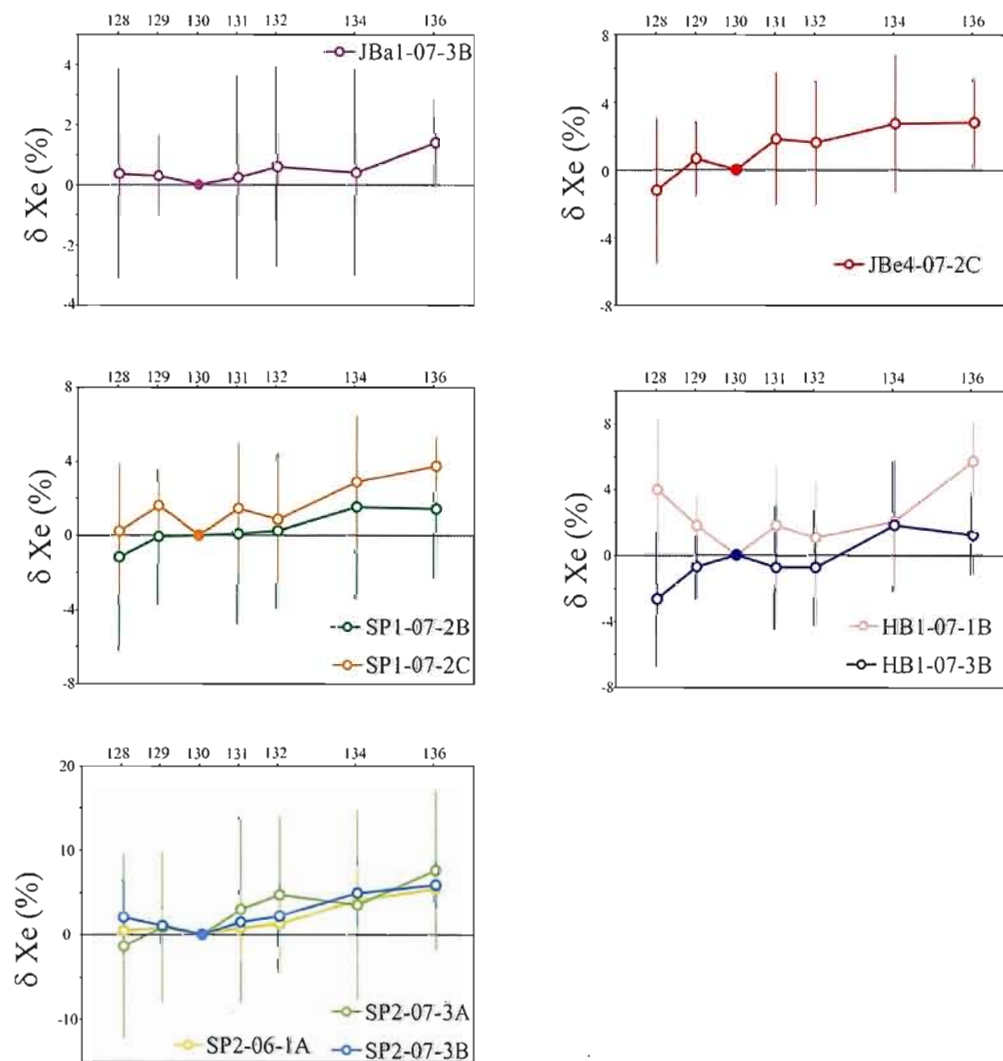 128 129 130 131 132 134 136
JBa1-07-3B
4
2
0
-2
-4
δ Xe (%)
128 129 130 131 132 134 136
8
4
0
-4
-8
δ Xe (%)
JBe4-07-2C
128 129 130 131 132 134 136
8
4
0
-4
-8
δ Xe (%)
SP1-07-2B
SP1-07-2C
128 129 130 131 132 134 136
8
4
0
-4
-8
δ Xe (%)
HB1-07-1B
HB1-07-3B
128 129 130 131 132 134 136
20
10
0
-10
δ Xe (%)
SP2-07-3A
SP2-06-1A SP2-07-3B